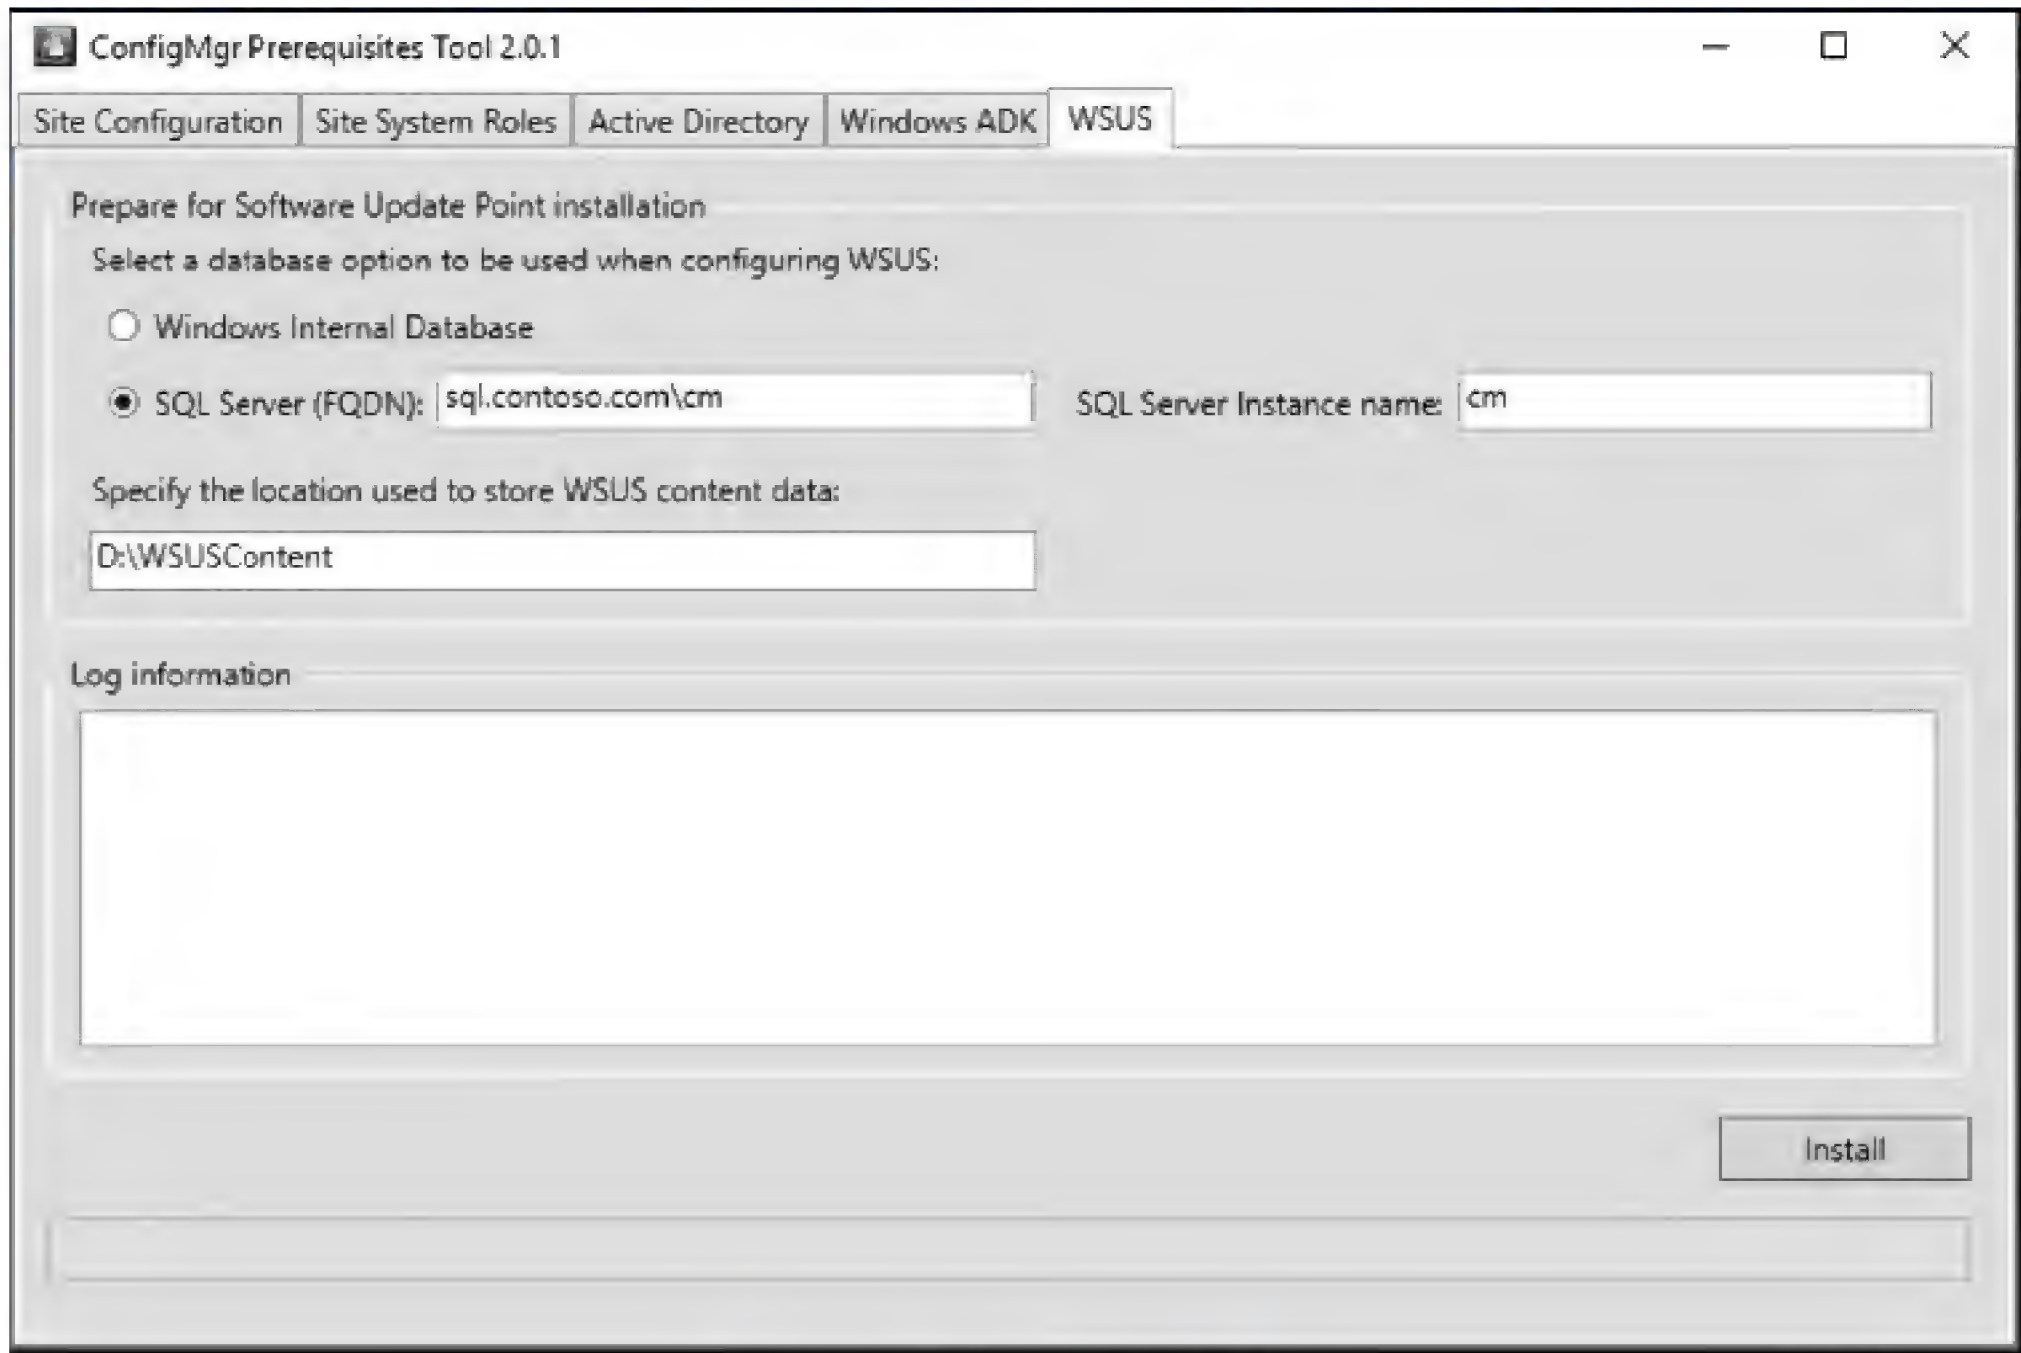 ConfigMgr Prerequisites Tool 2.0.1
Site Configuration Site System Roles Active Directory Windows ADK WSUS
Prepare for Software Update Point installation
Select a database option to be used when configuring WSUS:
Windows Internal Database
SQL Server (FQDN): sql.contoso.com\cm SQL Server Instance name: cm
Specify the location used to store WSUS content data:
D:\WSUSContent
Log information
Install